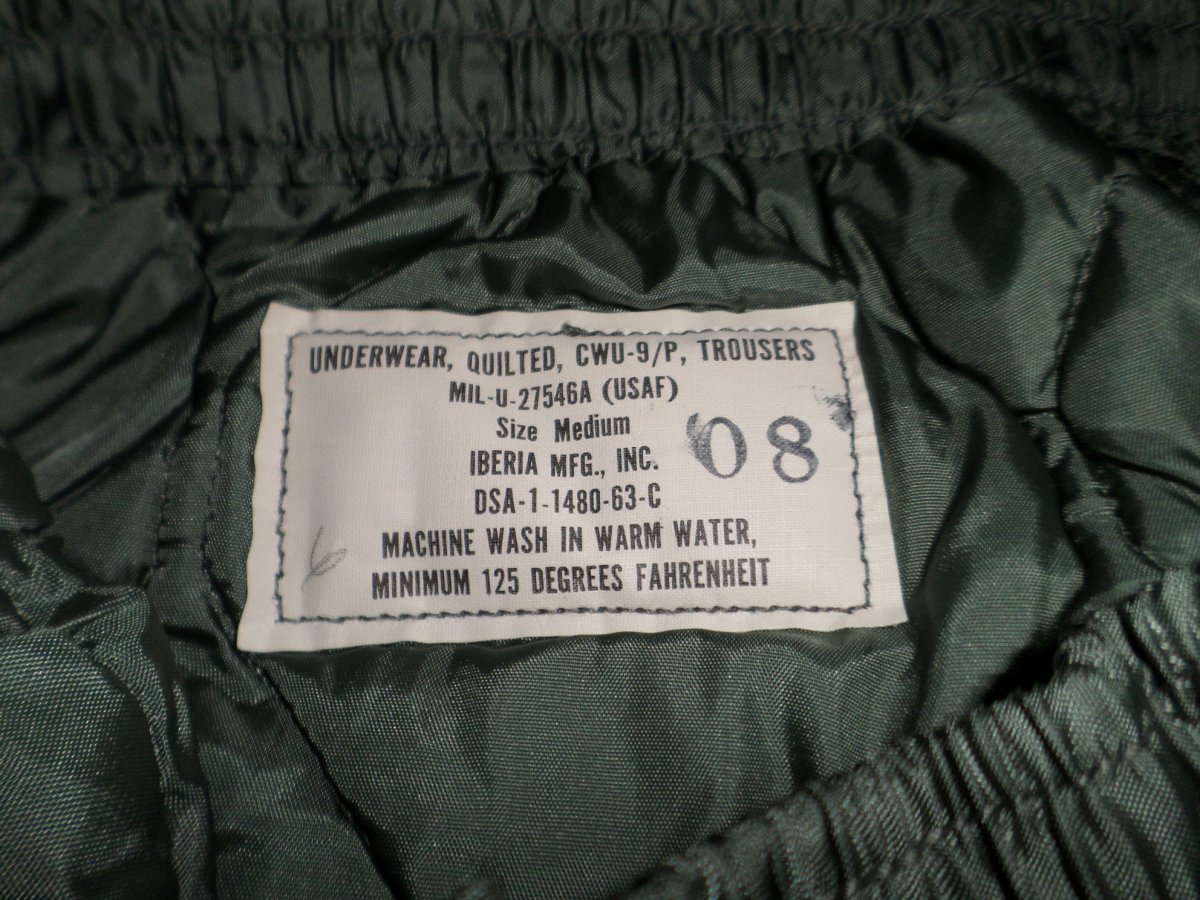 UNDERWEAR, QUILTED, CWU-9/P, TROUSERS
MIL-U-27546A (USAF)
Size Medium
08
IBERIA MFG., INC.
DSA-1-1480-63-C
MACHINE WASH IN WARM WATER,
MINIMUM 125 DEGREES FAHRENHEIT
6